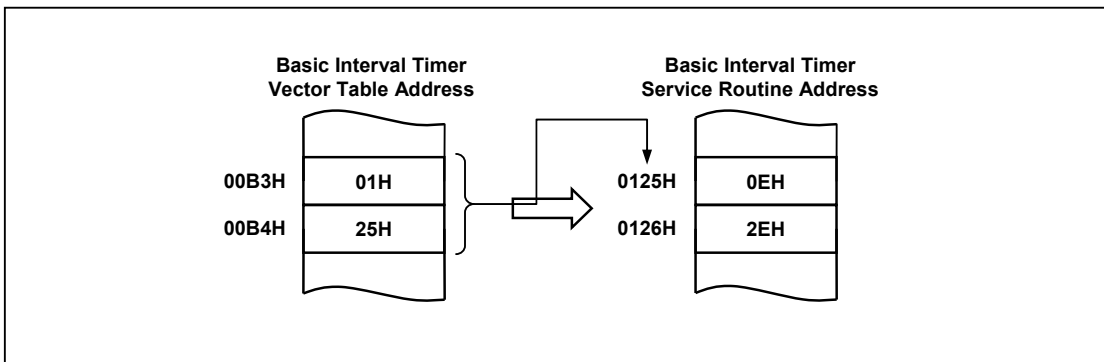 Basic Interval Timer
Vector Table Address
00B3H 01H
00B4H 25H
Basic Interval Timer
Service Routine Address
0125H 0EH
0126H 2EH